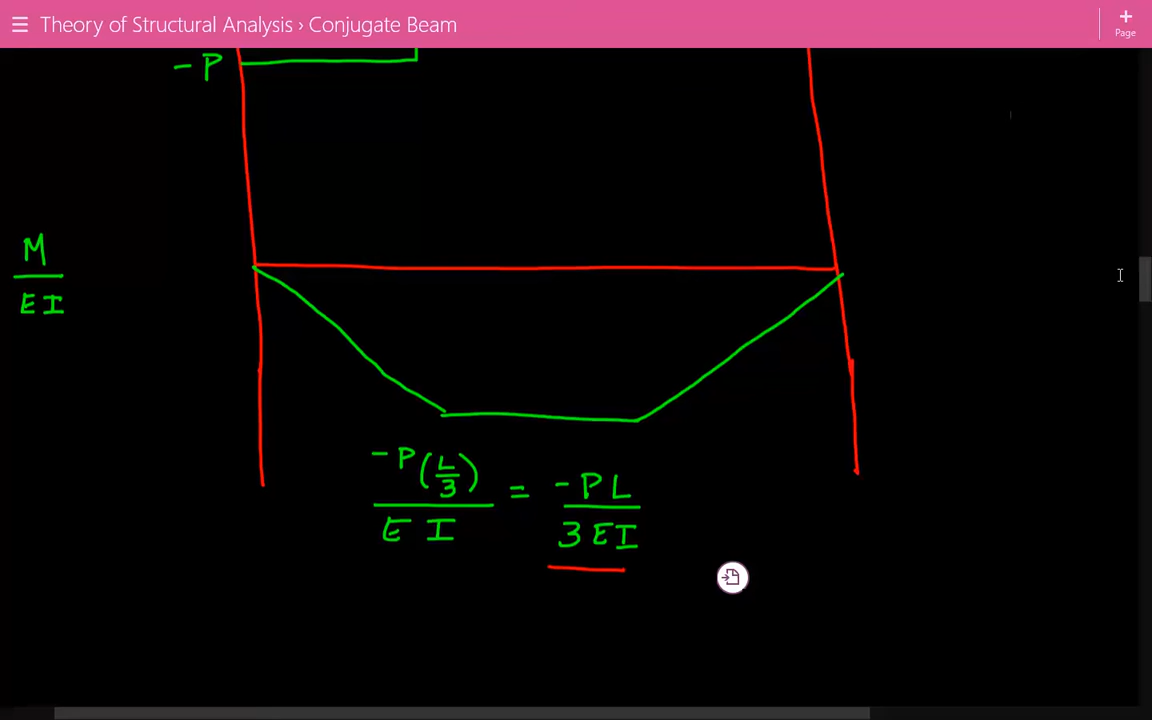 Theory of Structural Analysis › Conjugate Beam
Page
-P
M
EI
-P(L/3)
EI
=
-PL
3EI